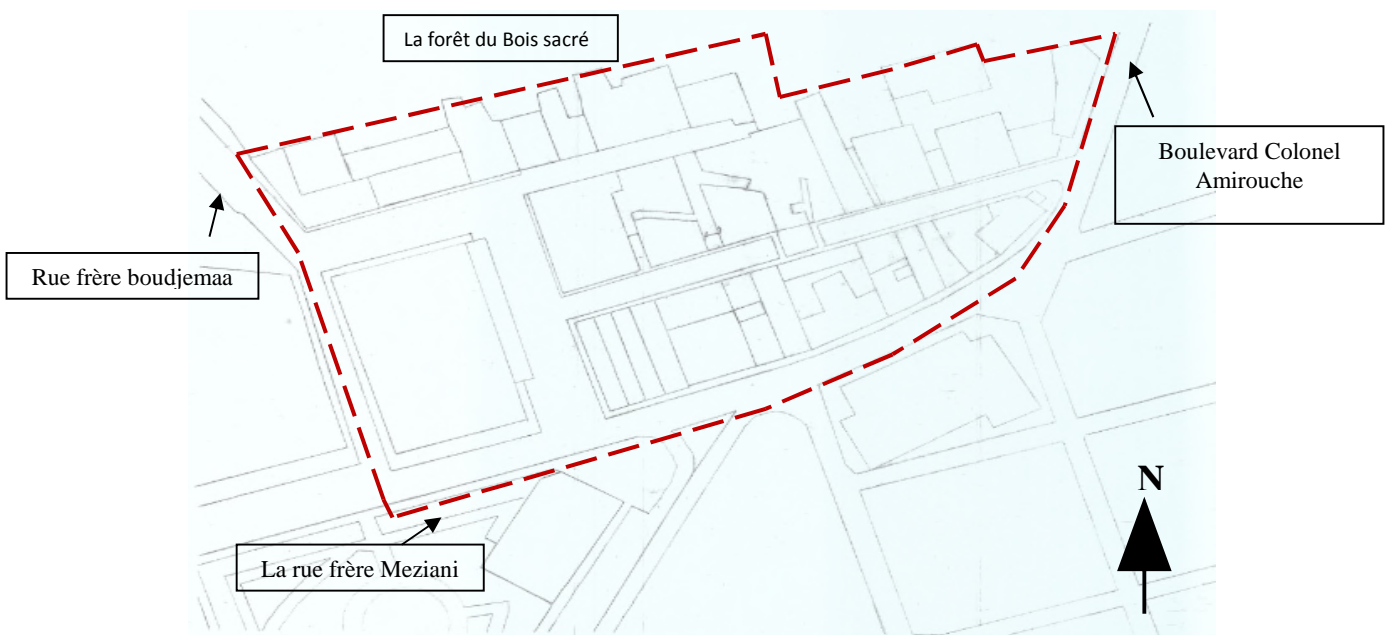 La forêt du Bois sacré
Boulevard Colonel
Amirouche
Rue frère boudjemaa
N
La rue frère Meziani